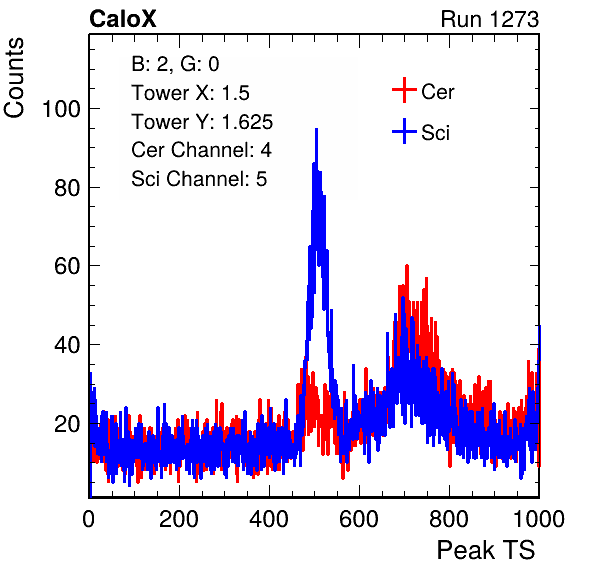 CaloX Run 1273
Counts
B: 2, G: 0
Tower X: 1.5
Tower Y: 1.625
Cer Channel: 4
Sci Channel: 5
Cer
Sci
100
80
60
40
20
0 200 400 600 800 1000
Peak TS